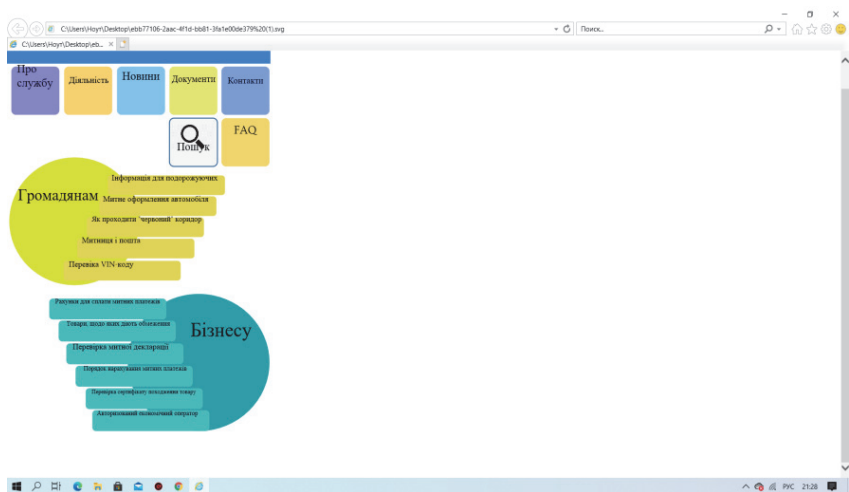 C:\Users\Hoyn\Desktop\ebb77106-2aac-4f1d-bb81-3fa1e00de379%20(1).svg
Поиск...
C:\Users\Hoyn\Desktop\eb...
Про службу
Діяльність
Новини
Документи
Контакти
Пошук
FAQ
Громадянам
Інформація для подорожуючих
Митне оформлення автомобіля
Як проходити "червоний" коридор
Митниця і пошта
Перевіка VIN-коду
Рахунки для сплати митних платежів
Товари, щодо яких діють обмеження
Бізнесу
Перевірка митної декларації
Порядок нарахування митних платежів
Перевірка сертифікату походження товару
Авторизований економічний оператор
РУС
21:28